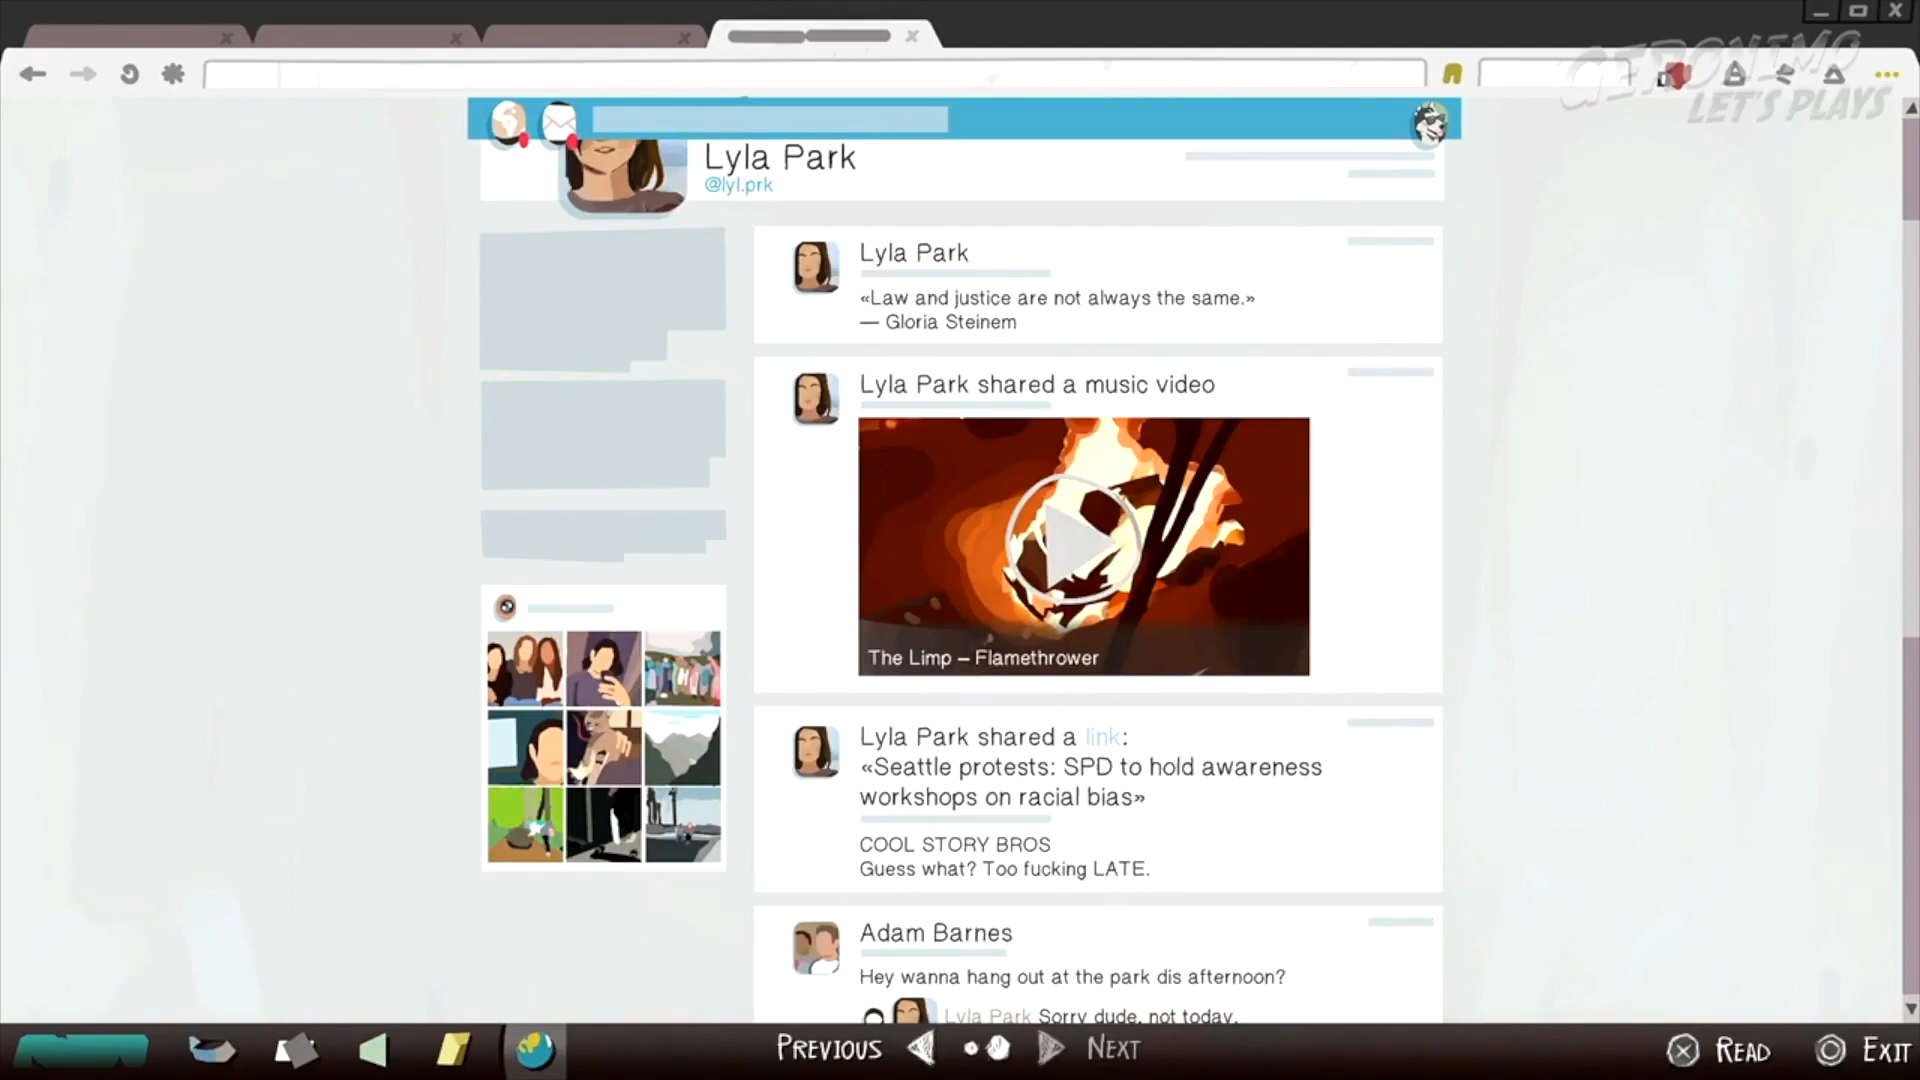 GERONIMO
LET'S PLAYS
Lyla Park
@lyl.prk
Lyla Park
«Law and justice are not always the same.»
— Gloria Steinem
Lyla Park shared a music video
The Limp – Flamethrower
Lyla Park shared a link:
«Seattle protests: SPD to hold awareness
workshops on racial bias»
COOL STORY BROS
Guess what? Too fucking LATE.
Adam Barnes
Hey wanna hang out at the park dis afternoon?
Lyla Park Sorry dude, not today.
PREVIOUS
NEXT
READ
EXIT